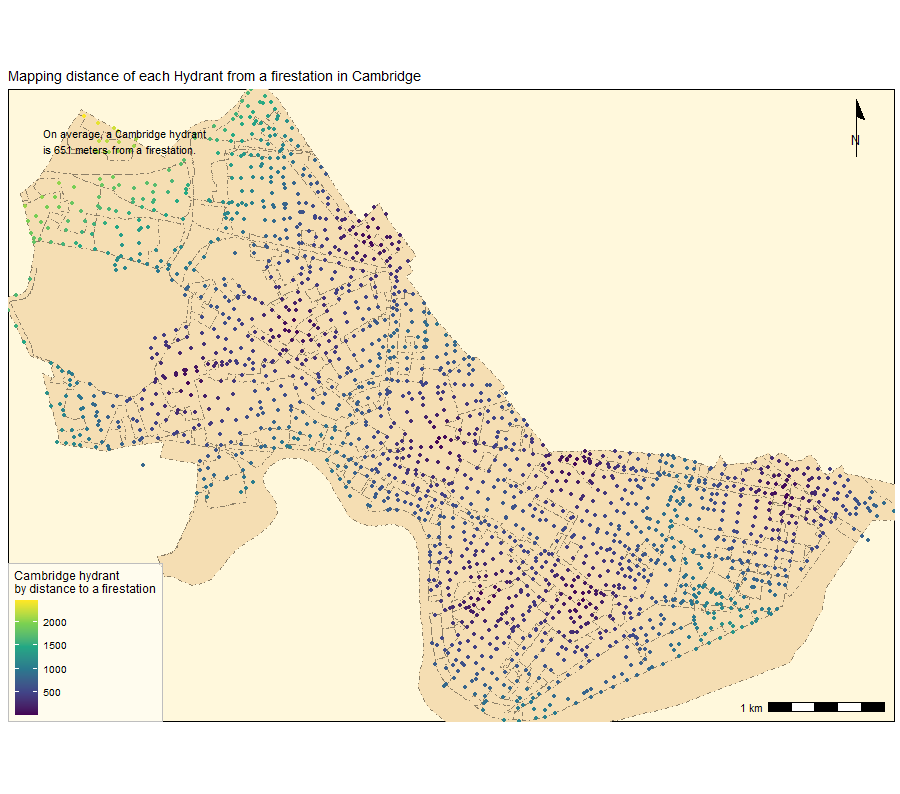 Mapping distance of each Hydrant from a firestation in Cambridge
On average, a Cambridge hydrant
is 651 meters from a firestation.
N
Cambridge hydrant
by distance to a firestation
2000
1500
1000
500
1 km